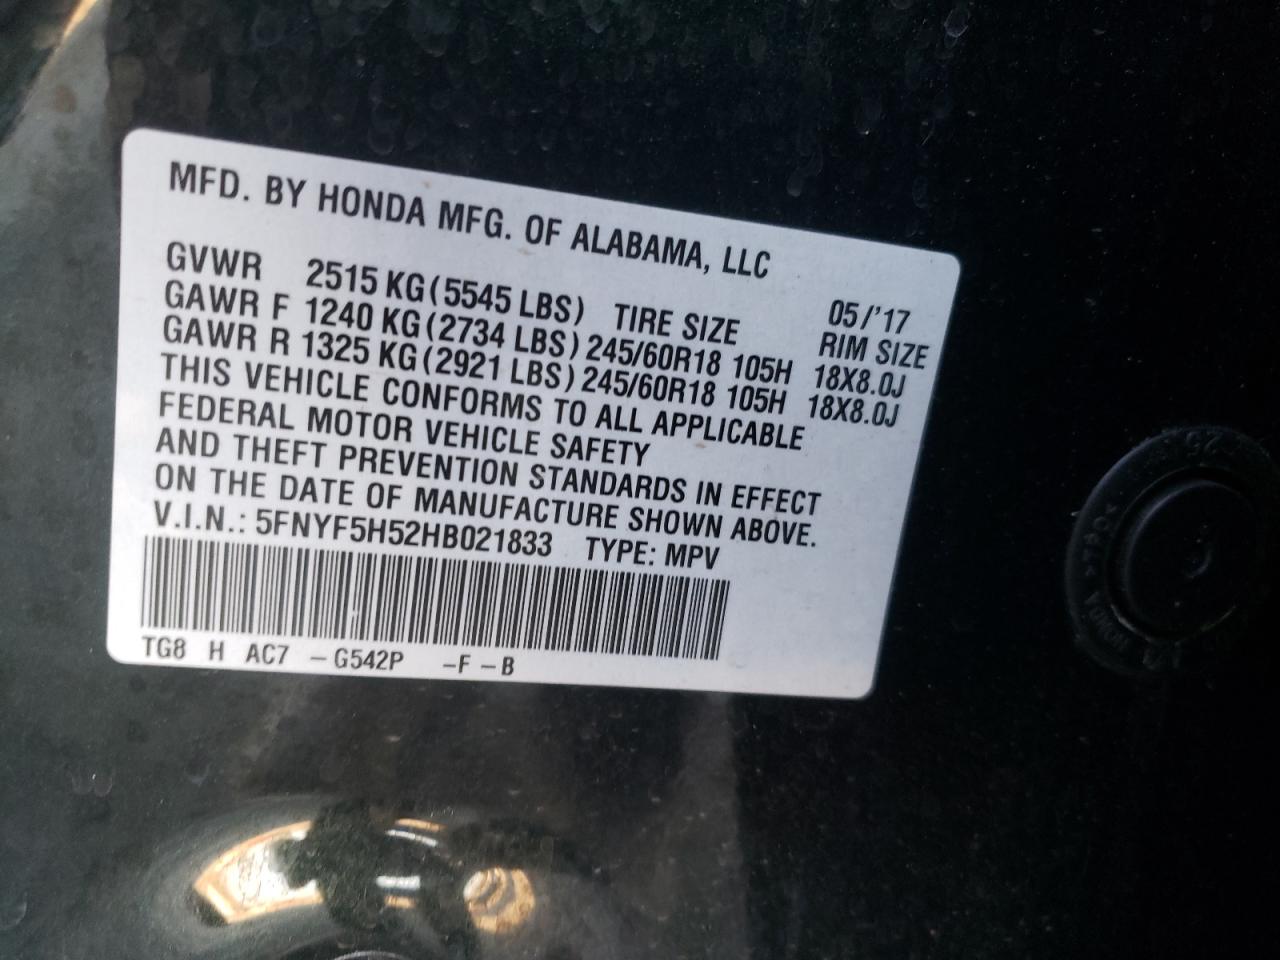 MFD. BY HONDA MFG. OF ALABAMA, LLC
05/'17
GVWR 2515 KG(5545 LBS) TIRE SIZE RIM SIZE
GAWR F 1240 KG(2734 LBS) 245/60R18 105H 18X8.0J
GAWR R 1325 KG(2921 LBS) 245/60R18 105H 18X8.0J
THIS VEHICLE CONFORMS TO ALL APPLICABLE
FEDERAL MOTOR VEHICLE SAFETY
AND THEFT PREVENTION STANDARDS IN EFFECT
ON THE DATE OF MANUFACTURE SHOWN ABOVE.
V.I.N.: 5FNYF5H52HB021833 TYPE: MPV
TG8 H AC7 -G542P -F-B